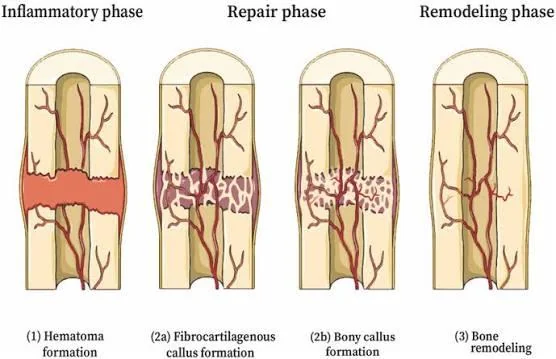 Inflammatory phase
Repair phase
Remodeling phase
(1) Hematoma
formation
(2a) Fibrocartilagenous
callus formation
(2b) Bony callus
formation
(3) Bone
remodeling